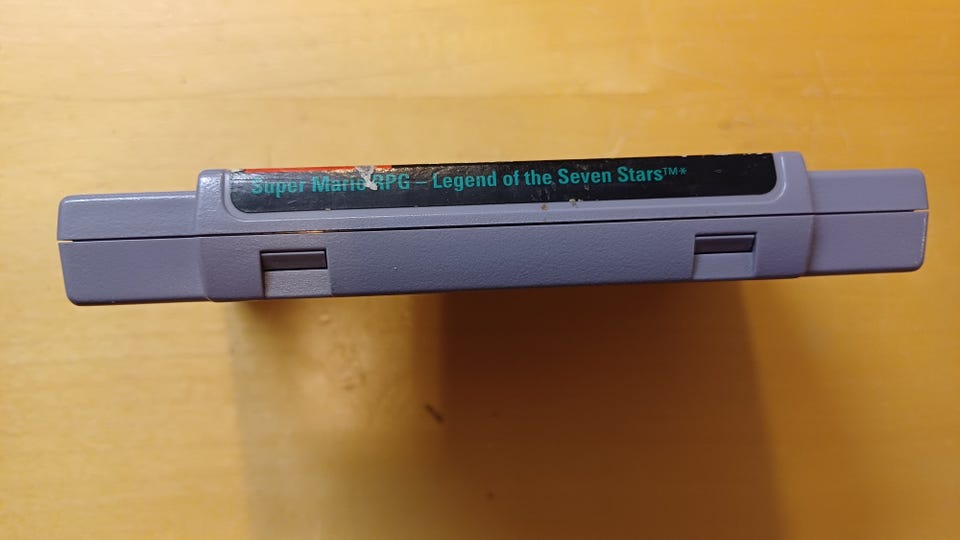 Super Mario RPG – Legend of the Seven Stars™*